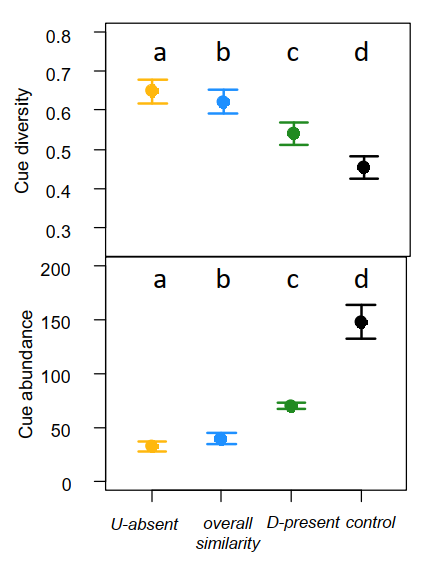 0.8
a b c d
0.7
0.6
Cue diversity
0.5
0.4
0.3
200
a b c d
150
Cue abundance
100
50
0
U-absent overall D-present control
similarity